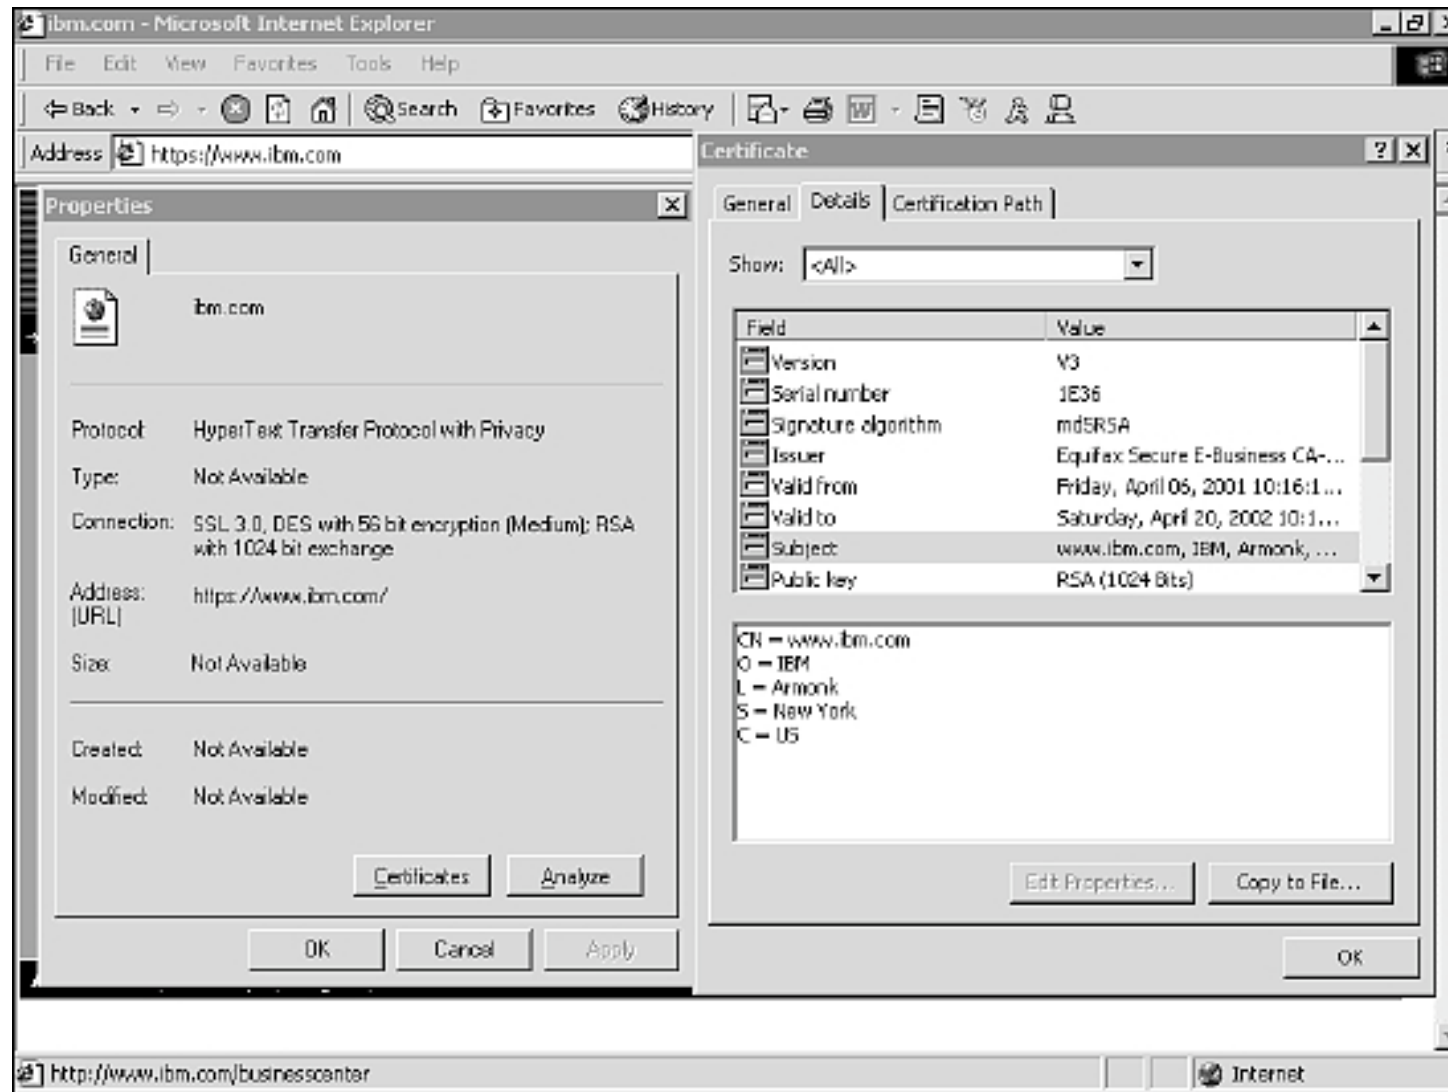 ibm.com - Microsoft Internet Explorer
File Edit View Favorites Tools Help
Back Search Favorites History
Address https://www.ibm.com
Properties
General
ibm.com
Protocol: HyperText Transfer Protocol with Privacy
Type: Not Available
Connection: SSL 3.0, DES with 56 bit encryption (Medium); RSA
with 1024 bit exchange
Address: https://www.ibm.com/
(URL)
Size: Not Available
Created: Not Available
Modified: Not Available
Certificates Analyze
OK Cancel Apply
Certificate
General Details Certification Path
Show: <All>
Field Value
Version V3
Serial number 1E36
Signature algorithm md5RSA
Issuer Equifax Secure E-Business CA-...
Valid from Friday, April 06, 2001 10:16:1...
Valid to Saturday, April 20, 2002 10:1...
Subject www.ibm.com, IBM, Armonk, ...
Public key RSA (1024 Bits)
CN = www.ibm.com
O = IBM
L = Armonk
S = New York
C = US
Edit Properties... Copy to File...
OK
http://www.ibm.com/businesscenter Internet